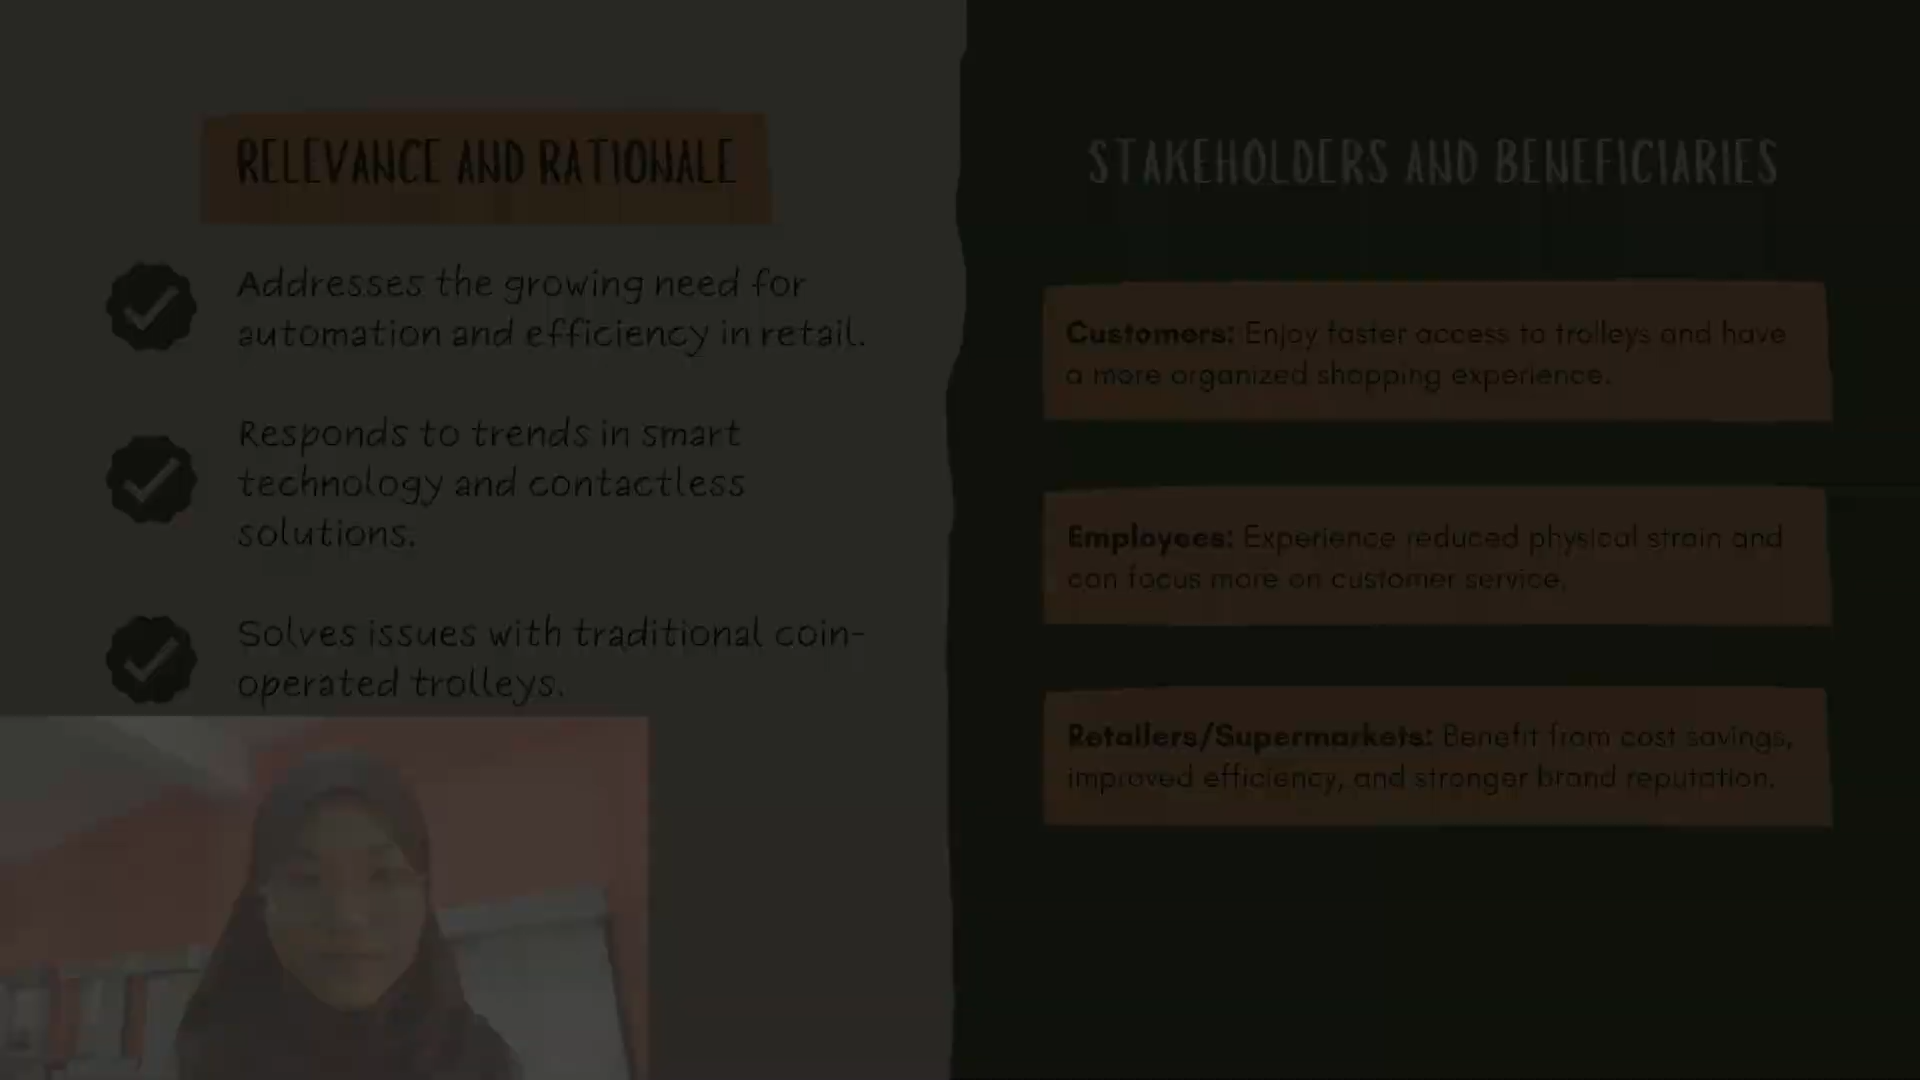 RELEVANCE AND RATIONALE
Addresses the growing need for
automation and efficiency in retail.
Responds to trends in smart
technology and contactless
solutions.
Solves issues with traditional coin-
operated trolleys.
STAKEHOLDERS AND BENEFICIARIES
Customers: Enjoy faster access to trolleys and have
a more organized shopping experience.
Employees: Experience reduced physical strain and
can focus more on customer service.
Retailers/Supermarkets: Benefit from cost savings,
improved efficiency, and stronger brand reputation.